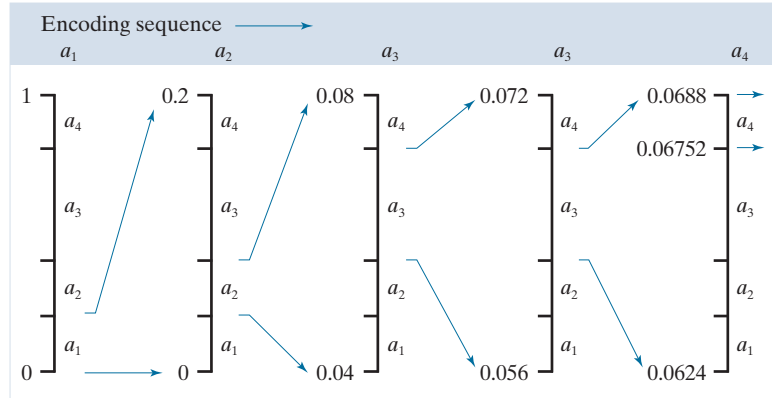 Encoding sequence
a₁ a₂ a₃ a₃ a₄
1 0.2 0.08 0.072 0.0688
a₄ a₄ a₄ a₄ a₄
0.06752
a₃ a₃ a₃ a₃ a₃
a₂ a₂ a₂ a₂ a₂
a₁ a₁ a₁ a₁ a₁
0 0 0.04 0.056 0.0624